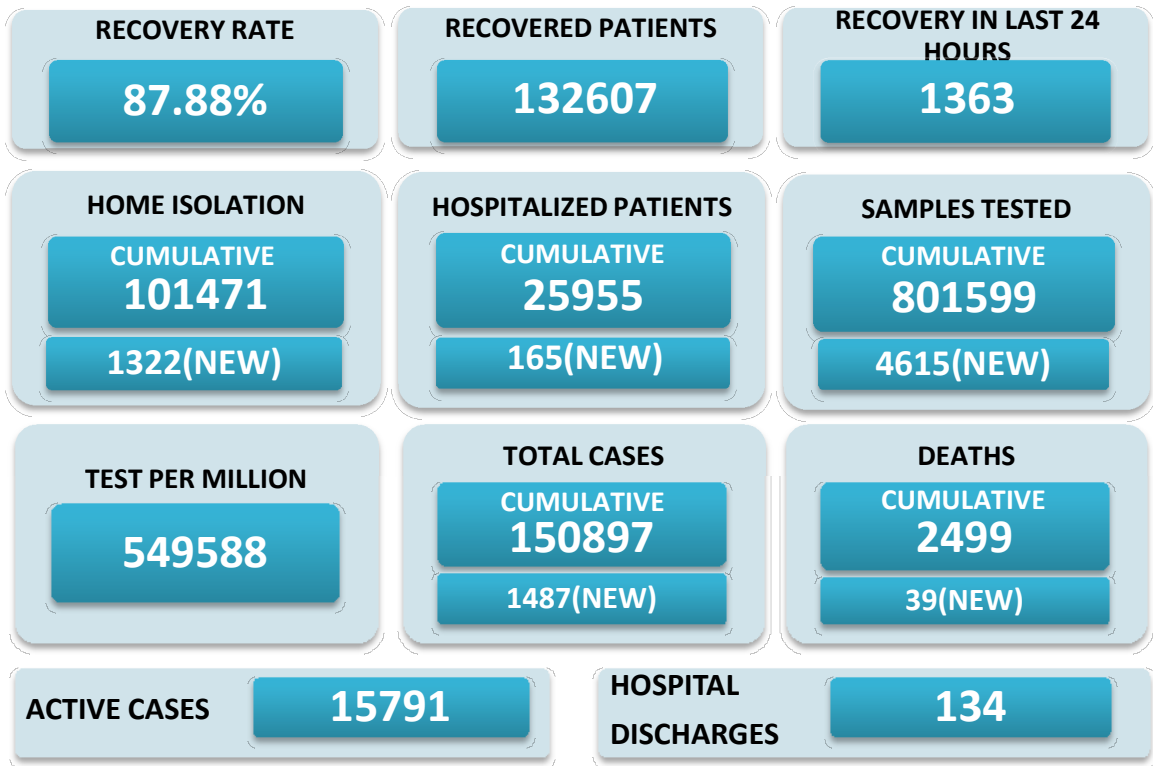 RECOVERY RATE
87.88%
RECOVERED PATIENTS
132607
RECOVERY IN LAST 24
HOURS
1363
HOME ISOLATION
CUMULATIVE
101471
1322(NEW)
HOSPITALIZED PATIENTS
CUMULATIVE
25955
165(NEW)
SAMPLES TESTED
CUMULATIVE
801599
4615(NEW)
TEST PER MILLION
549588
TOTAL CASES
CUMULATIVE
150897
1487(NEW)
DEATHS
CUMULATIVE
2499
39(NEW)
ACTIVE CASES
15791
HOSPITAL
DISCHARGES
134